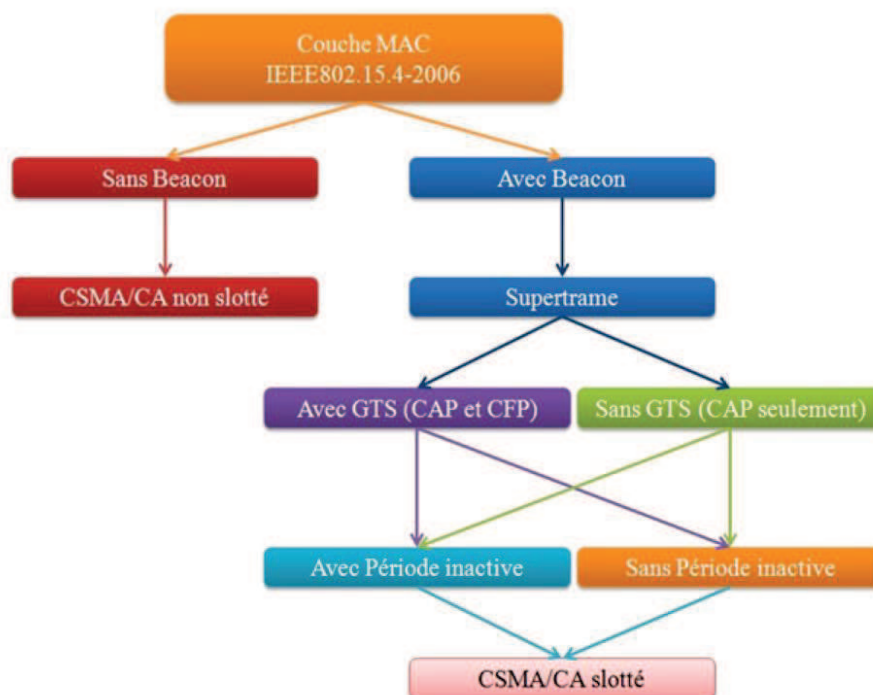 Couche MAC
IEEE802.15.4-2006
Sans Beacon
Avec Beacon
CSMA/CA non slotté
Supertrame
Avec GTS (CAP et CFP)
Sans GTS (CAP seulement)
Avec Période inactive
Sans Période inactive
CSMA/CA slotté